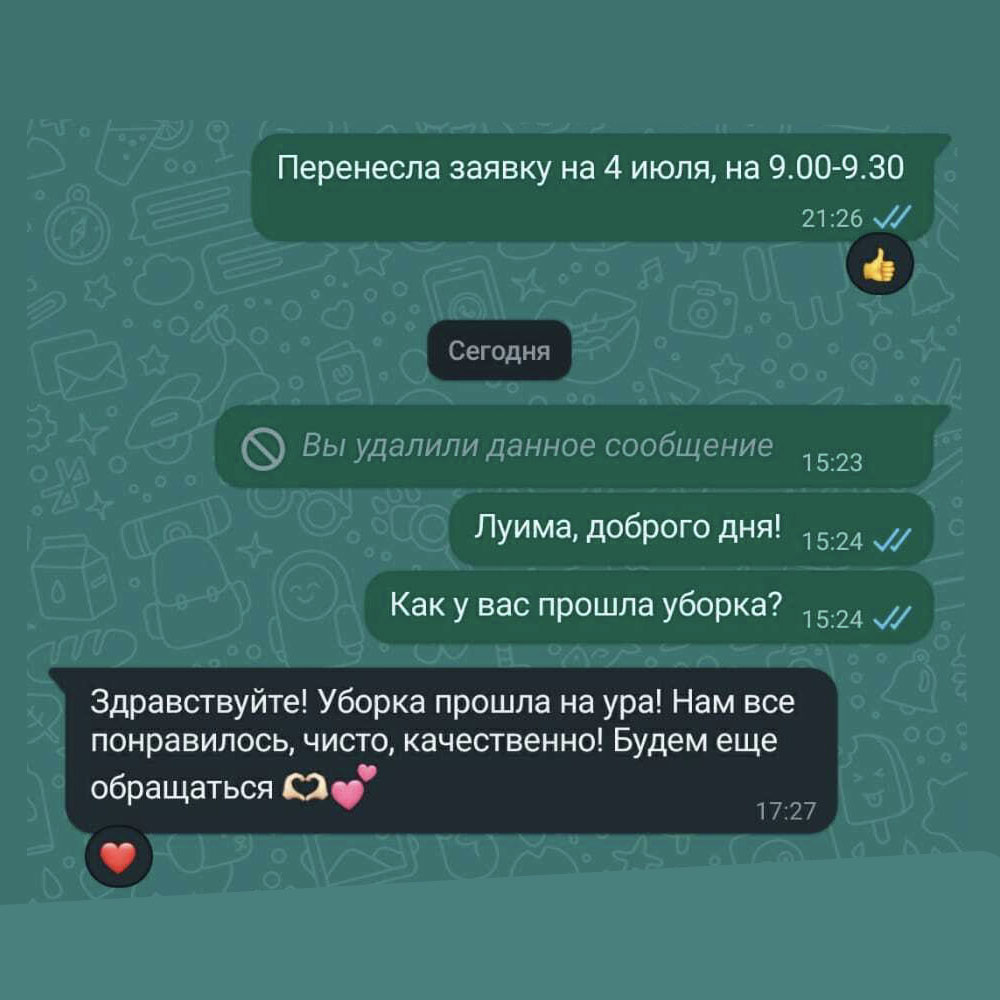 Перенесла заявку на 4 июля, на 9.00-9.30
21:26
Сегодня
Вы удалили данное сообщение 15:23
Луима, доброго дня! 15:24
Как у вас прошла уборка? 15:24
Здравствуйте! Уборка прошла на ура! Нам все
понравилось, чисто, качественно! Будем еще
обращаться 🫶🏻💕
17:27